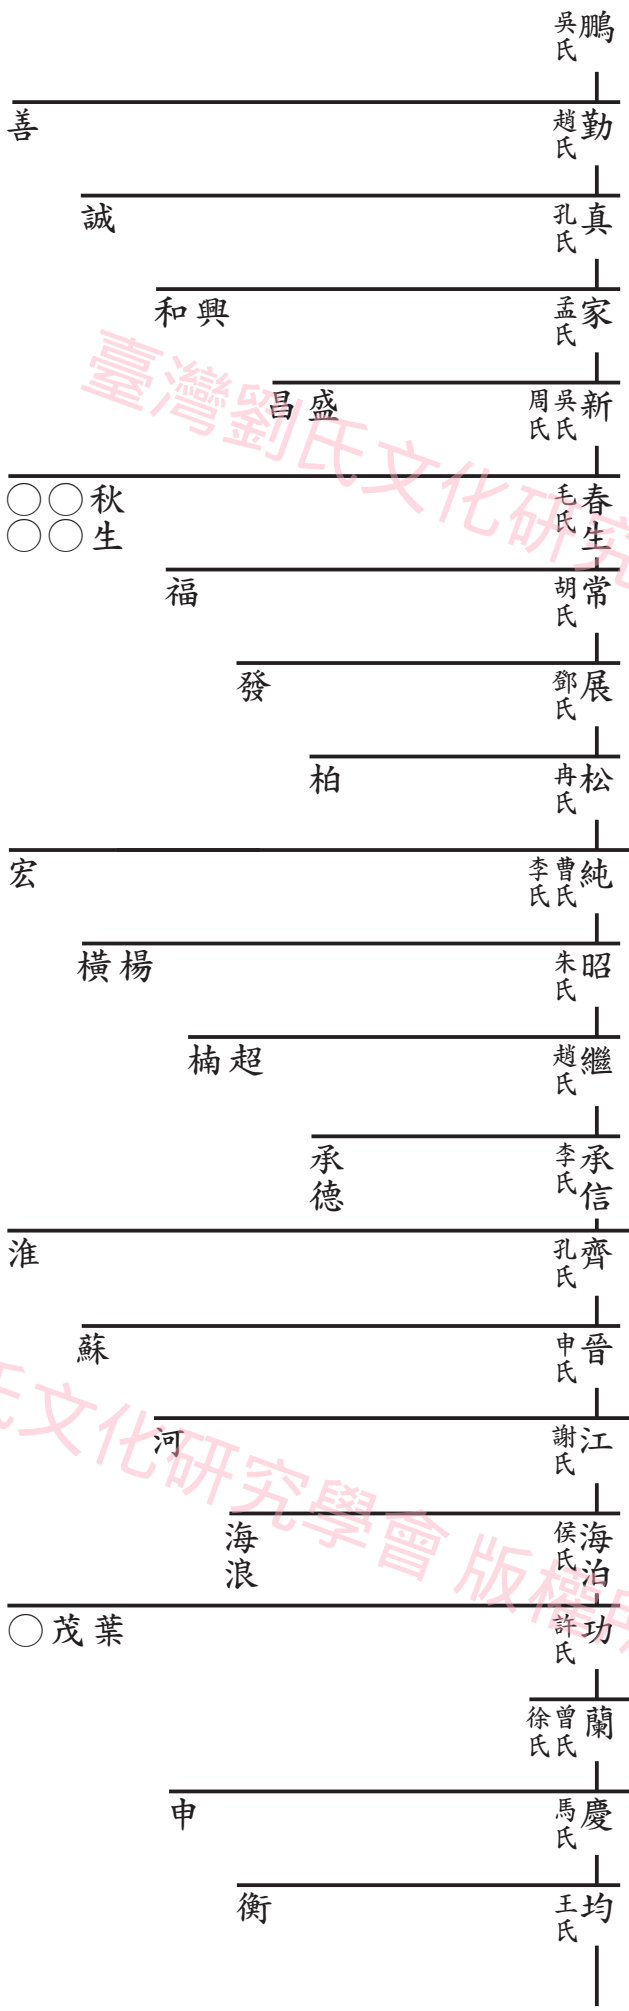 鵬 吳氏
勤 趙氏 善
真 孔氏 誠
家 孟氏 興 和
新 吳氏 周氏 盛 昌
春生 毛氏 秋生 ○○ ○○
常 胡氏 福
展 鄧氏 發
松 冉氏 柏
純 曹氏 李氏 宏
昭 朱氏 楊 橫
繼 趙氏 超 楠
承信 李氏 承德
齊 孔氏 淮
晉 申氏 蘇
江 謝氏 河
海泊 侯氏 海浪
功 許氏 葉 茂 ○
蘭 曾氏 徐氏
慶 馬氏 申
均 王氏 衡
臺灣劉氏文化研究
氏文化研究學會 版權所